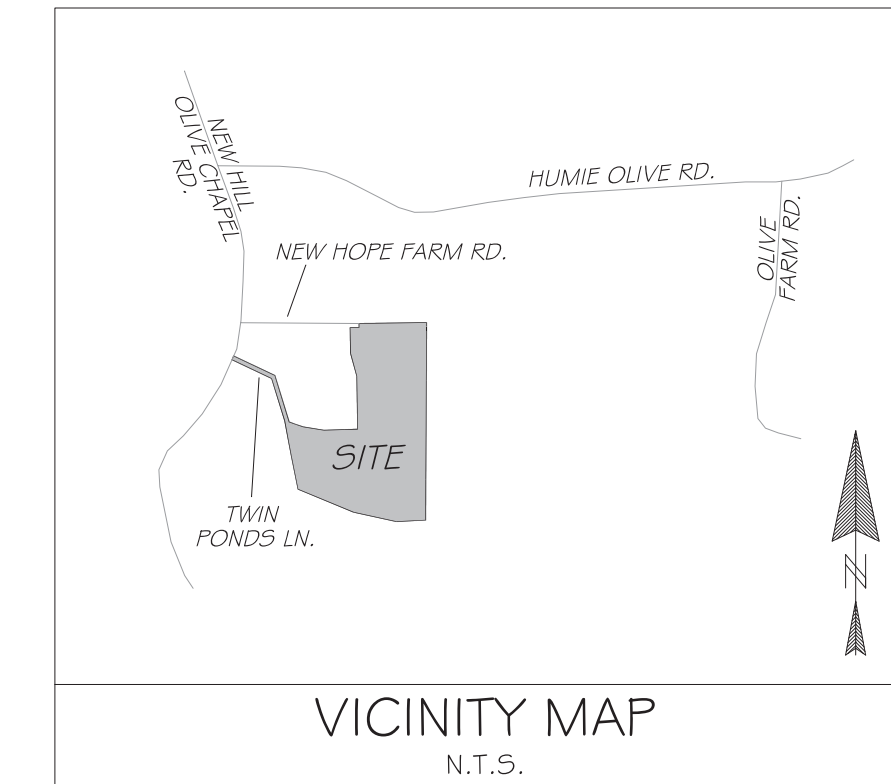 NEW HILL
OLIVE CHAPEL
RD.
HUMIE OLIVE RD.
OLIVE
FARM RD.
NEW HOPE FARM RD.
SITE
TWIN
PONDS LN.
N
VICINITY MAP
N.T.S.